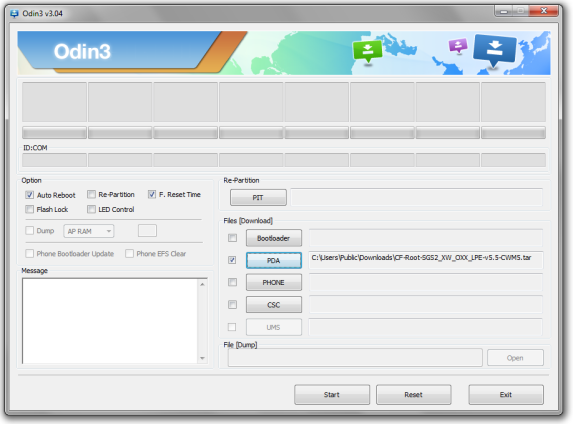 Odin3 v3.04
Odin3
ID:COM
Option
Auto Reboot Re-Partition F. Reset Time
Flash Lock LED Control
Dump AP RAM
Phone Bootloader Update Phone EFS Clear
Message
Re-Partition
PIT
Files [Download]
Bootloader
PDA C:\Users\Public\Downloads\CF-Root-SGS2_XW_OXX_LPE-v5.5-CWM5.tar
PHONE
CSC
UMS
File [Dump]
Open
Start Reset Exit